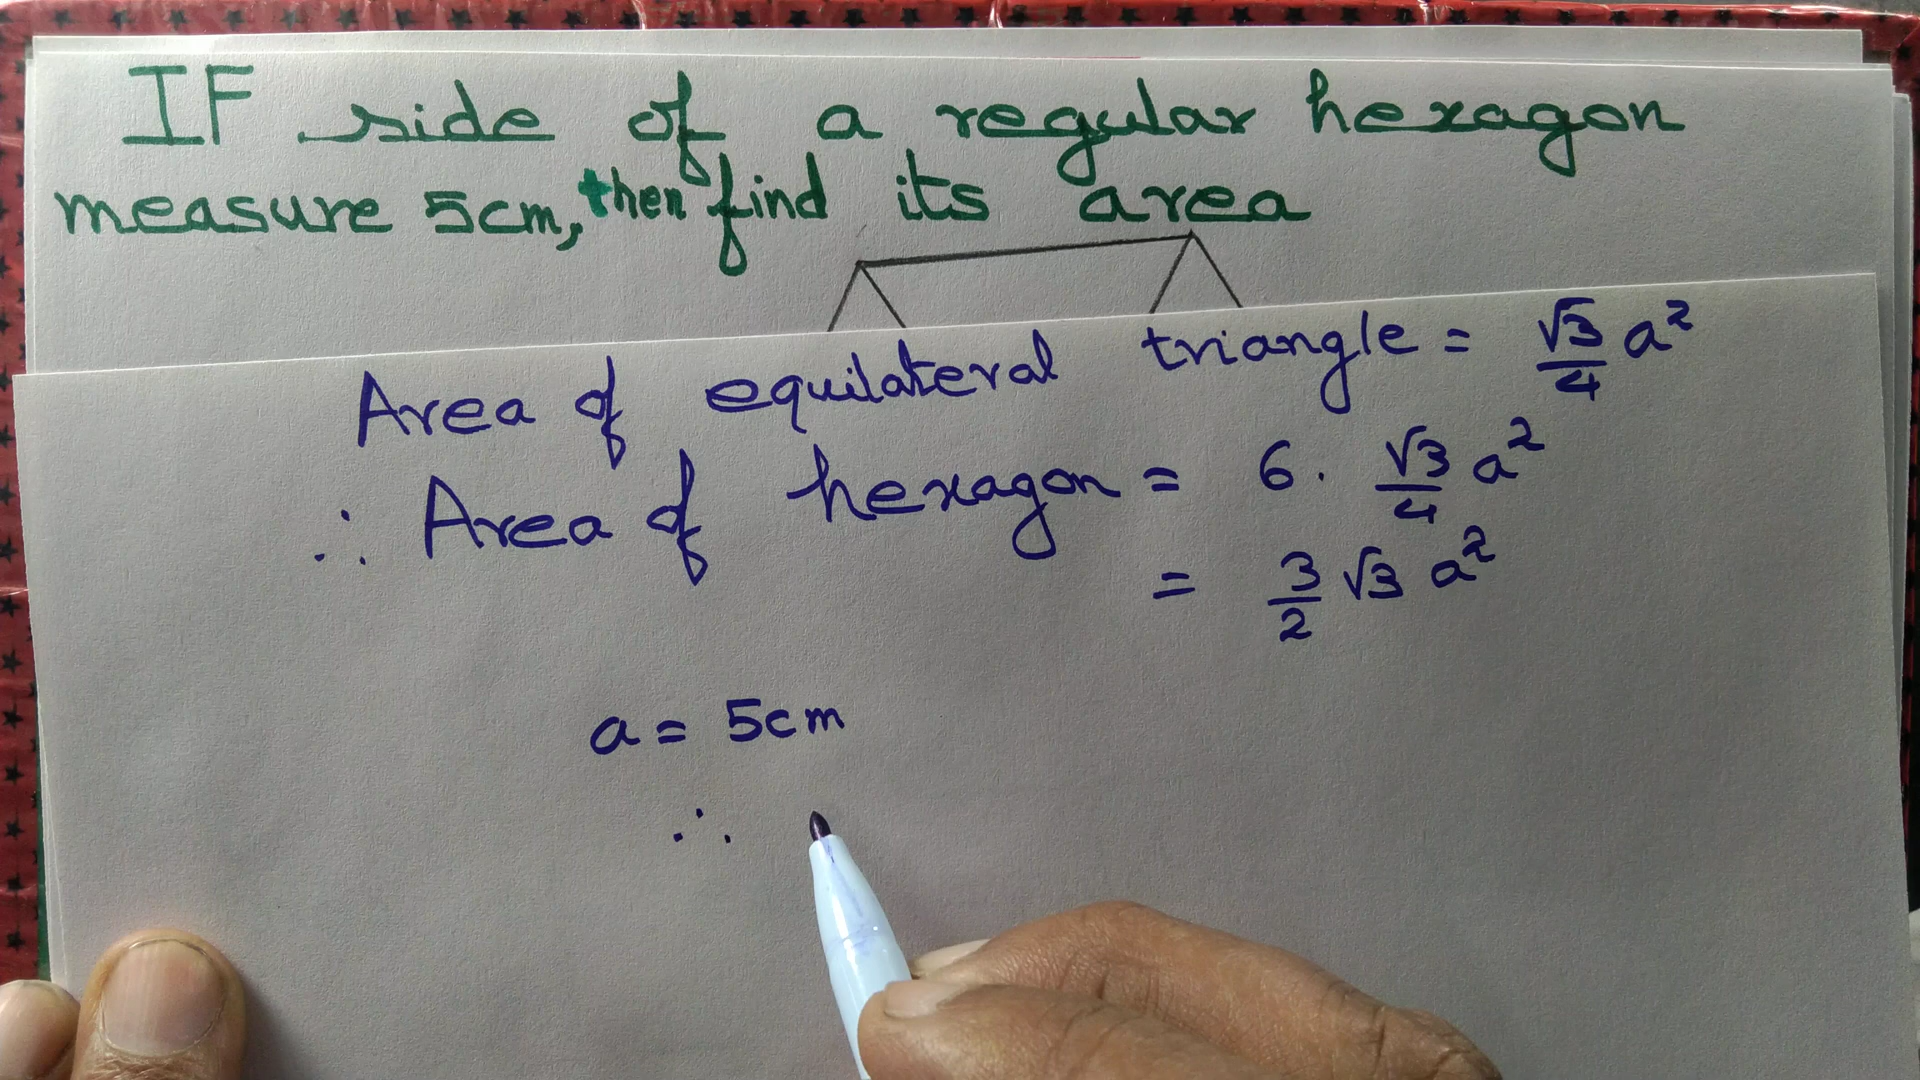 IF side of a regular hexagon
measure 5cm, then find its area
Area of equilateral triangle = √3/4 a²
∴ Area of hexagon = 6 · √3/4 a²
= 3/2 √3 a²
a = 5cm
∴